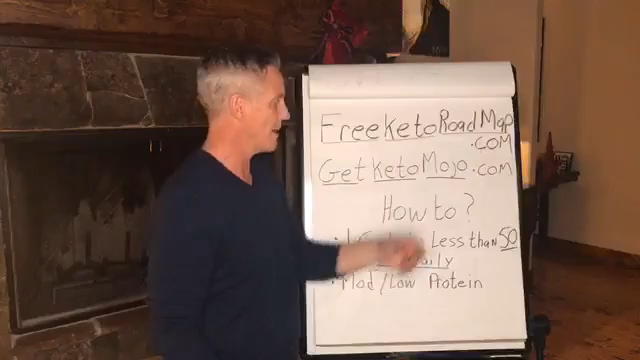 FreeketoRoadMap
.COM
GetketoMojo.COM
How to?
Less than 50
Mod/Low Protein